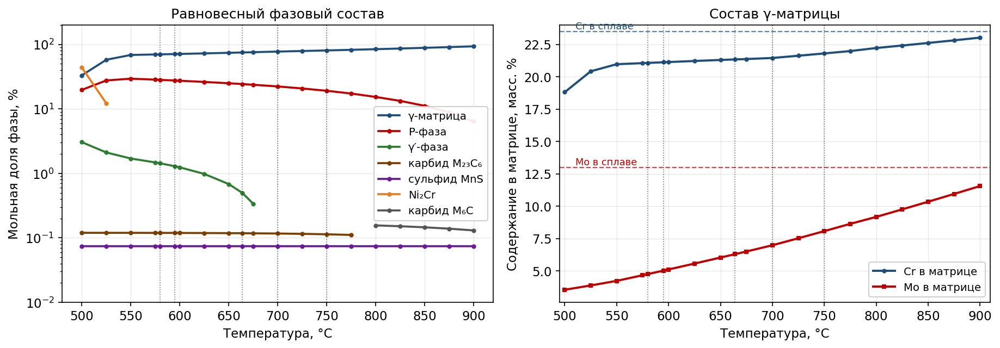 Равновесный фазовый состав
Мольная доля фазы, %
10²
10¹
10⁰
10⁻¹
10⁻²
γ-матрица
P-фаза
γ′-фаза
карбид M₂₃C₆
сульфид MnS
Ni₂Cr
карбид M₆C
500 550 600 650 700 750 800 850 900
Температура, °C
Состав γ-матрицы
Содержание в матрице, масс. %
Cr в сплаве
22.5
20.0
17.5
15.0
Mo в сплаве
12.5
10.0
7.5
5.0
Cr в матрице
Mo в матрице
500 550 600 650 700 750 800 850 900
Температура, °C